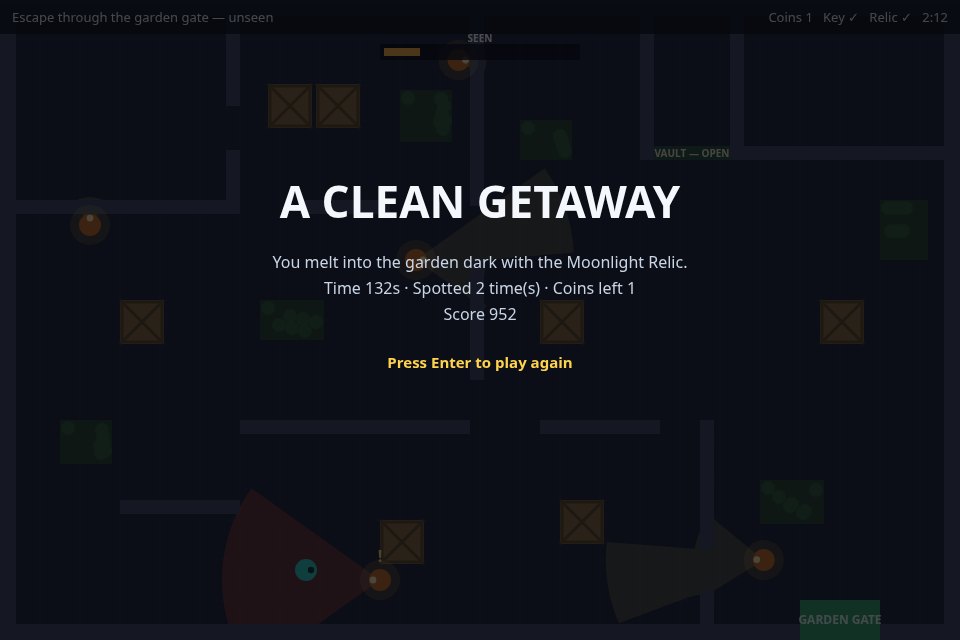 Escape through the garden gate — unseen
Coins 1 Key ✓ Relic ✓ 2:12
SEEN
VAULT — OPEN
A CLEAN GETAWAY
You melt into the garden dark with the Moonlight Relic.
Time 132s · Spotted 2 time(s) · Coins left 1
Score 952
Press Enter to play again
!
GARDEN GATE